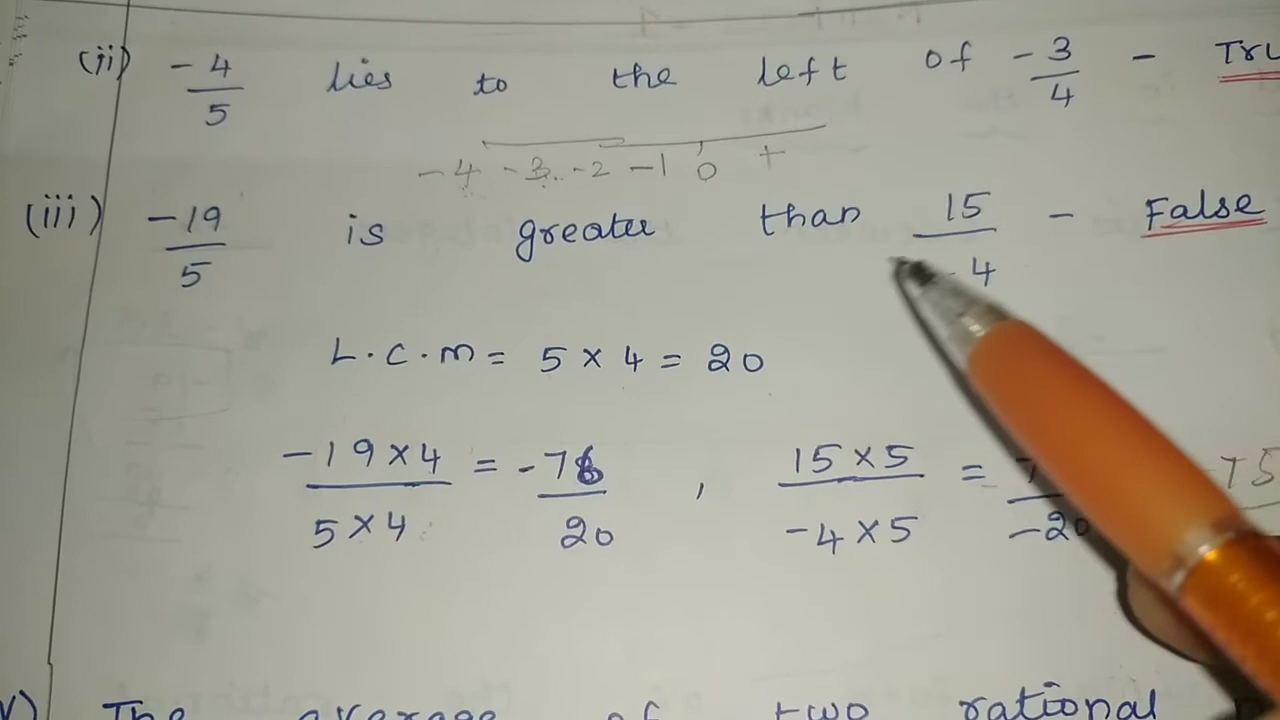 (ii) -4/5 lies to the left of -3/4 -
-4 -3 -2 -1 0 +
(iii) -19/5 is greater than 15/-4 - False
L.C.M = 5 × 4 = 20
-19×4/5×4 = -76/20 , 15×5/-4×5 = /-20 -75
The average of two rational